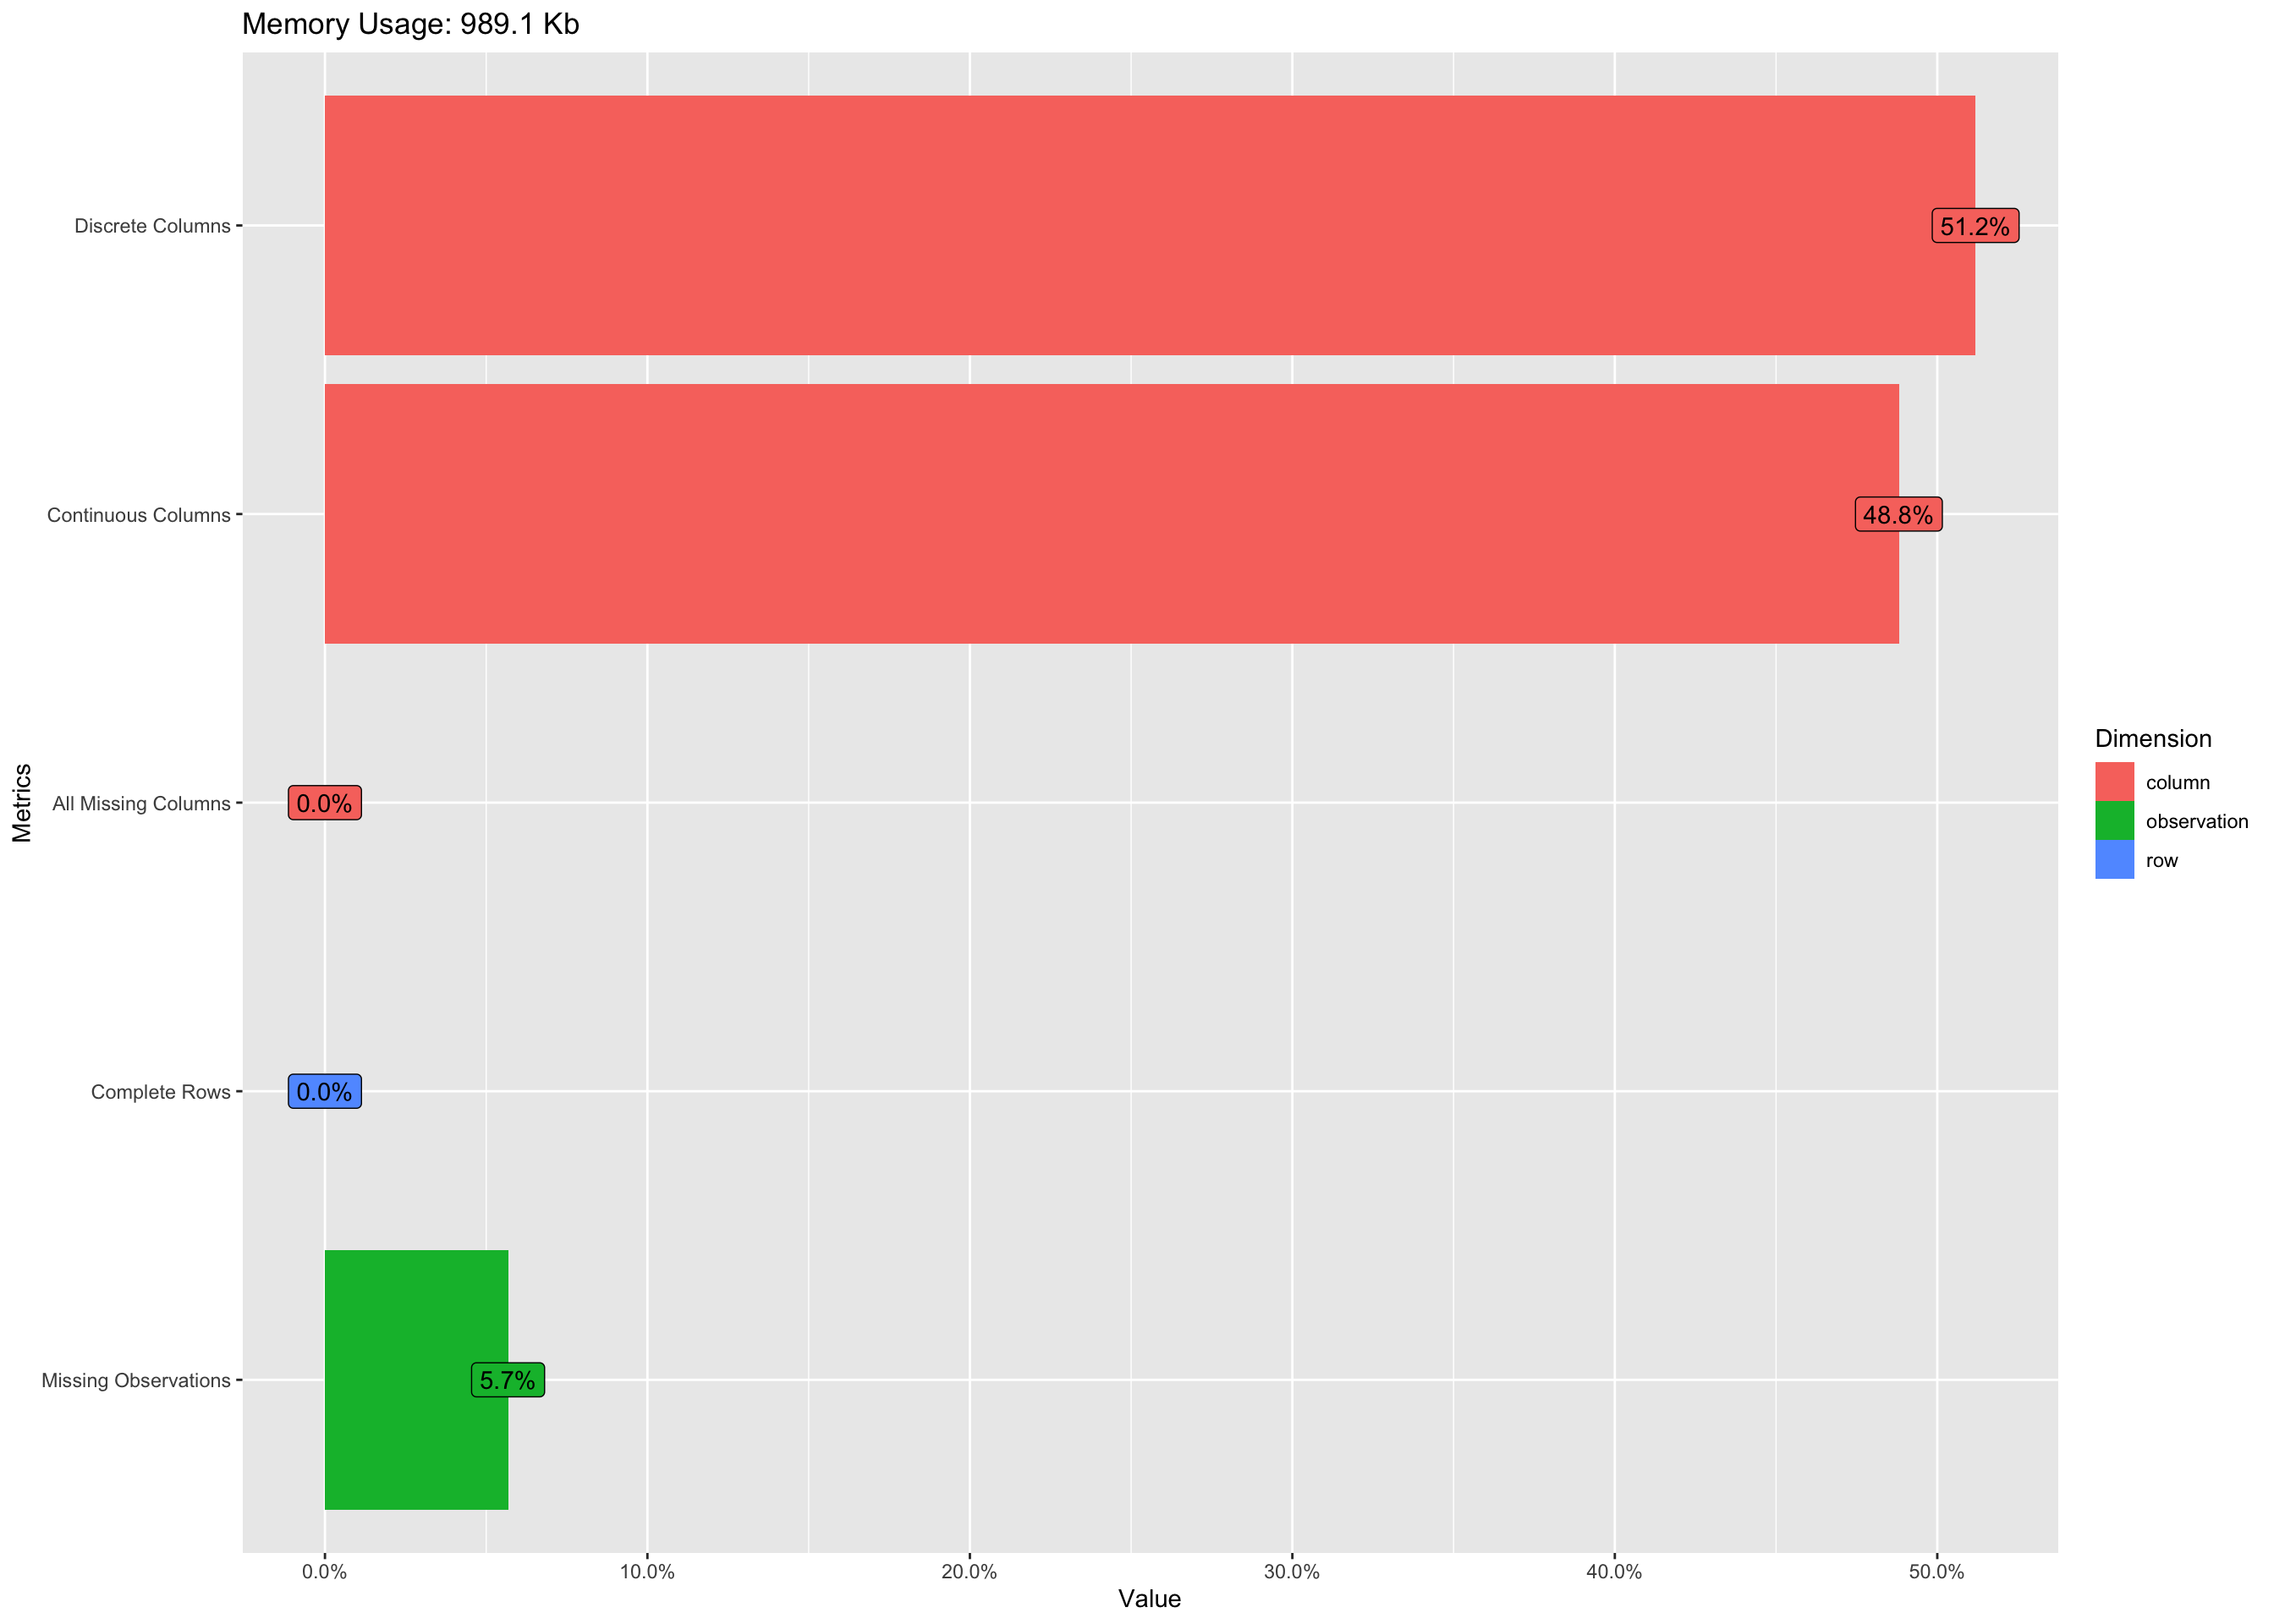 Memory Usage: 989.1 Kb
Discrete Columns
51.2%
Continuous Columns
48.8%
All Missing Columns
0.0%
Complete Rows
0.0%
Missing Observations
5.7%
Metrics
0.0% 10.0% 20.0% 30.0% 40.0% 50.0%
Value
Dimension
column
observation
row